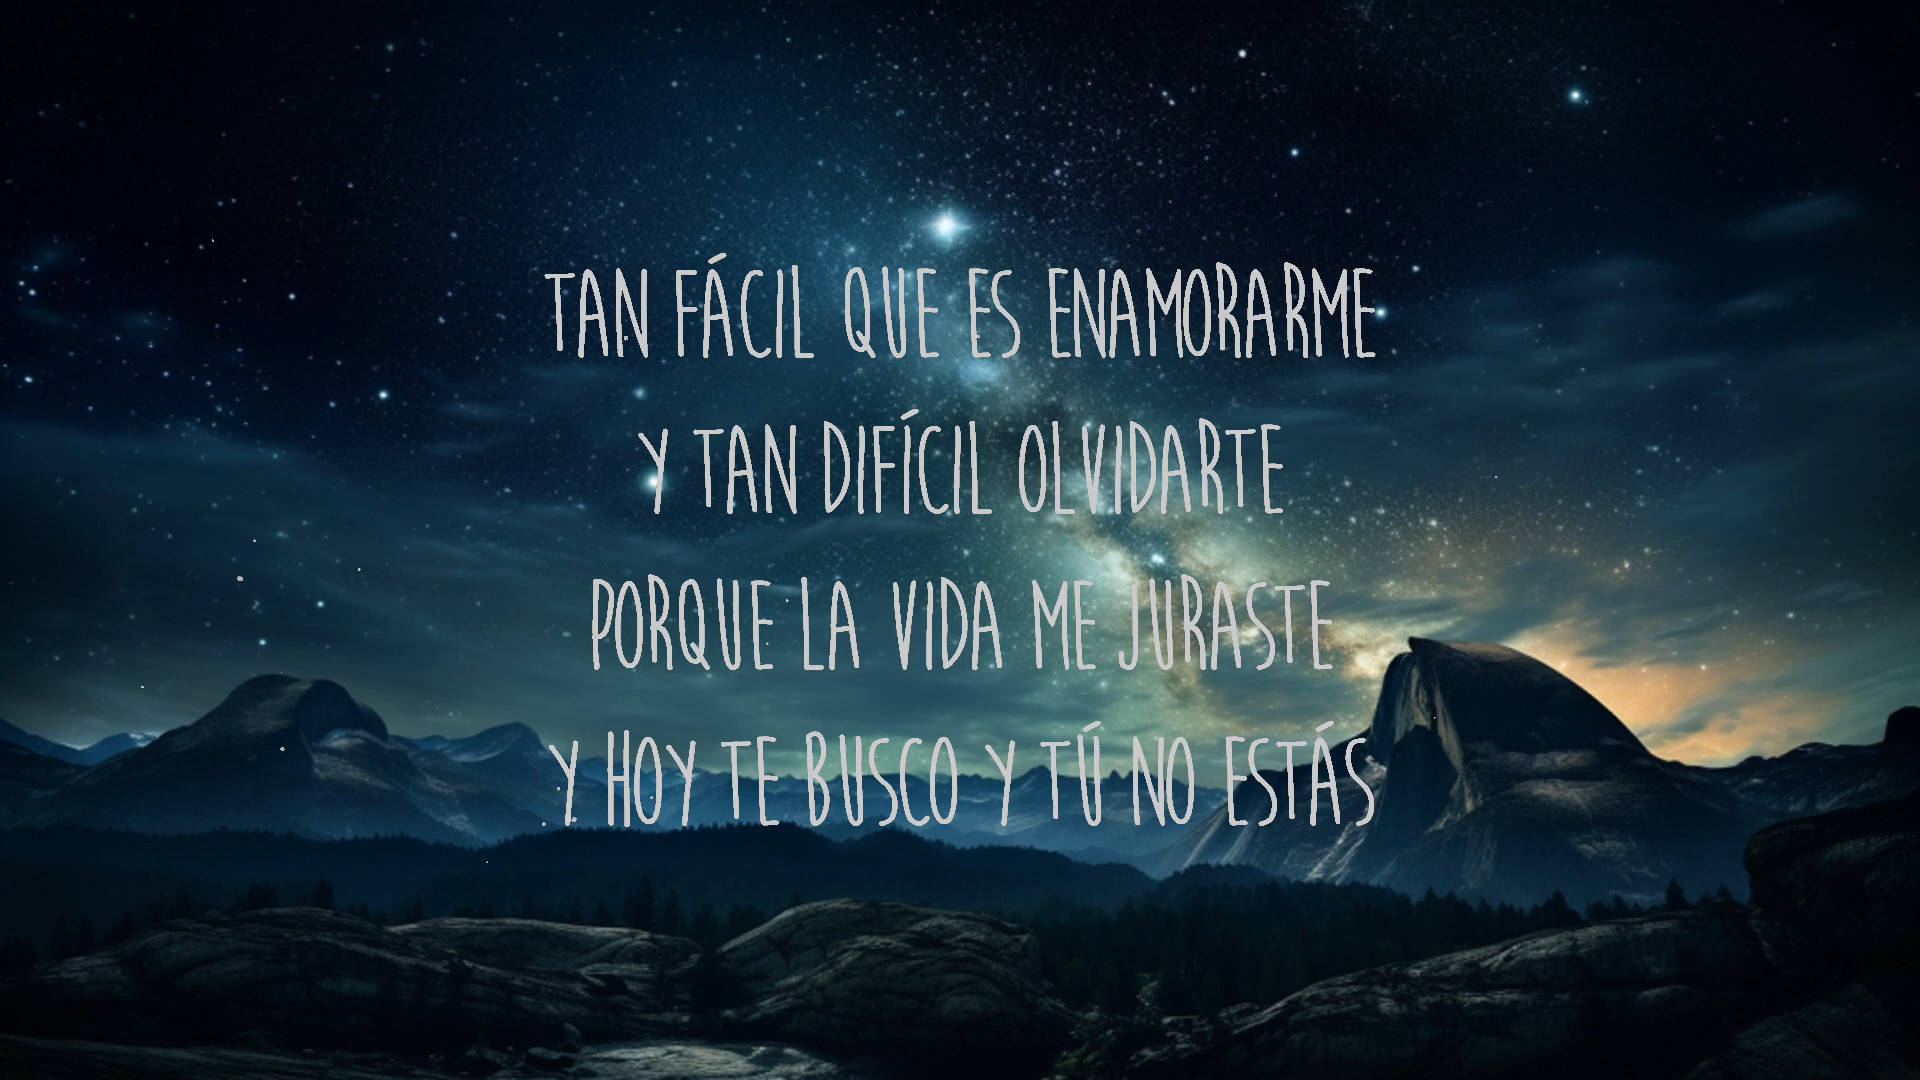 TAN FÁCIL QUE ES ENAMORARME
Y TAN DIFÍCIL OLVIDARTE
PORQUE LA VIDA ME JURASTE
Y HOY TE BUSCO Y TÚ NO ESTÁS